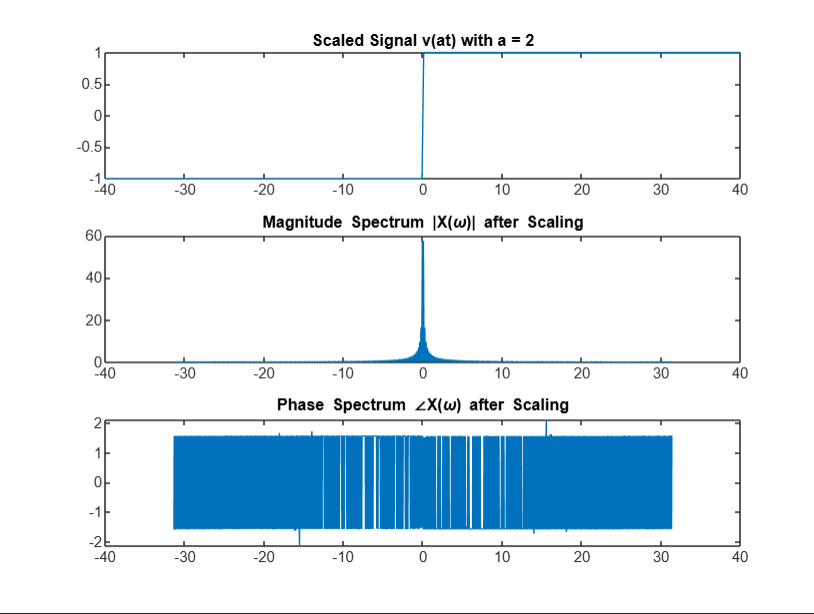 Scaled Signal v(at) with a = 2
1
0.5
0
-0.5
-1
-40 -30 -20 -10 0 10 20 30 40
Magnitude Spectrum |X(ω)| after Scaling
60
40
20
0
-40 -30 -20 -10 0 10 20 30 40
Phase Spectrum ∠X(ω) after Scaling
2
1
0
-1
-2
-40 -30 -20 -10 0 10 20 30 40